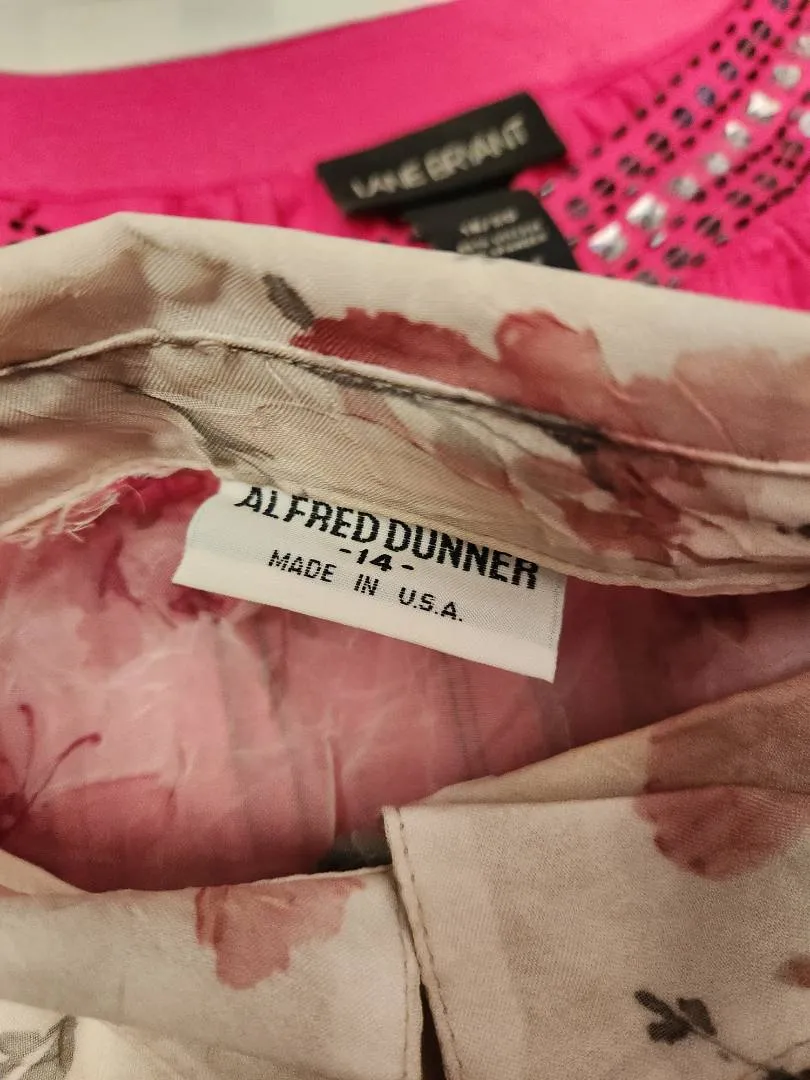 LANE BRYANT
ALFRED DUNNER
-14-
MADE IN U.S.A.